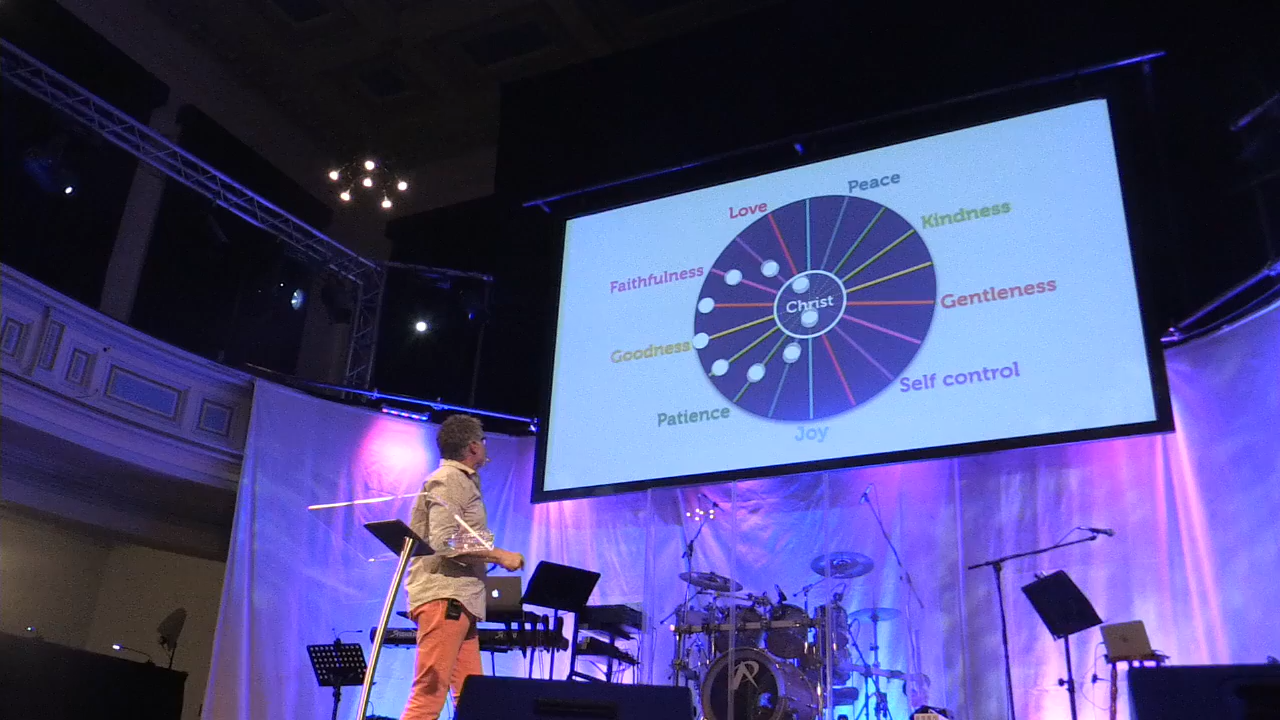 Peace
Love
Kindness
Faithfulness
Christ
Gentleness
Goodness
Self control
Patience
Joy
R